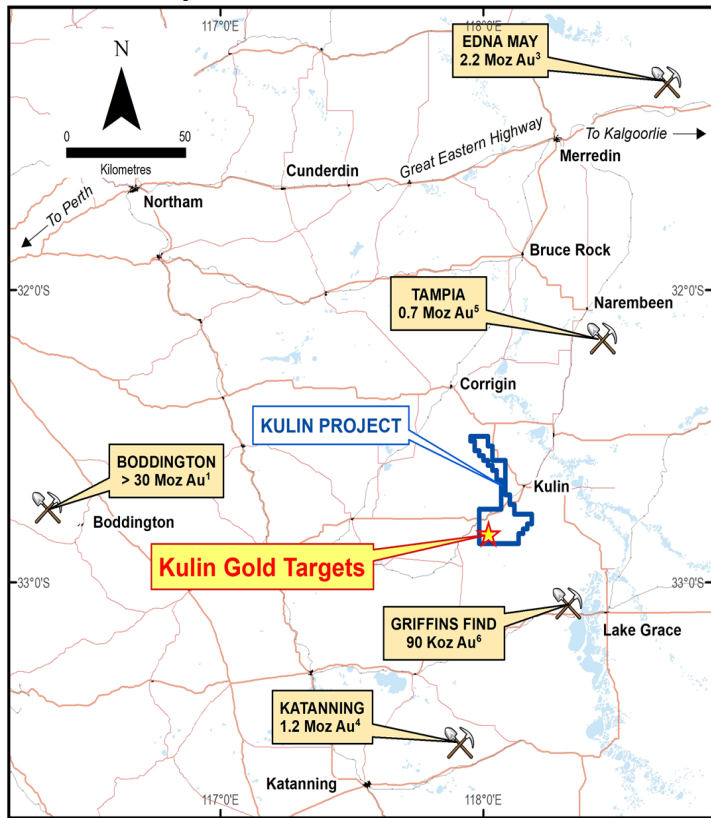 117°0'E
118°0'E
N
0 50
Kilometres
EDNA MAY
2.2 Moz Au³
To Kalgoorlie
Great Eastern Highway
Merredin
Cunderdin
Northam
To Perth
Bruce Rock
32°0'S
32°0'S
TAMPIA
0.7 Moz Au⁵
Narembeen
Corrigin
KULIN PROJECT
BODDINGTON
> 30 Moz Au¹
Kulin
Boddington
Kulin Gold Targets
33°0'S
33°0'S
GRIFFINS FIND
90 Koz Au⁶
Lake Grace
KATANNING
1.2 Moz Au⁴
Katanning
117°0'E
118°0'E